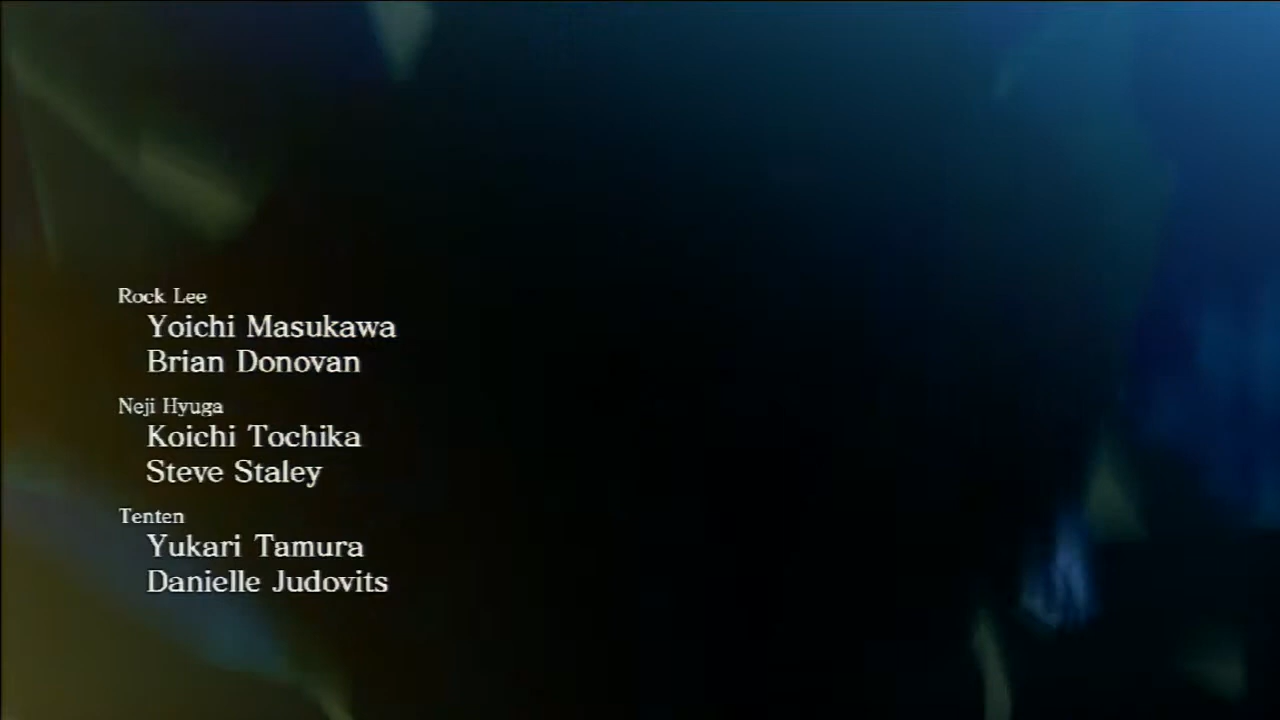 Rock Lee
Yoichi Masukawa
Brian Donovan
Neji Hyuga
Koichi Tochika
Steve Staley
Tenten
Yukari Tamura
Danielle Judovits